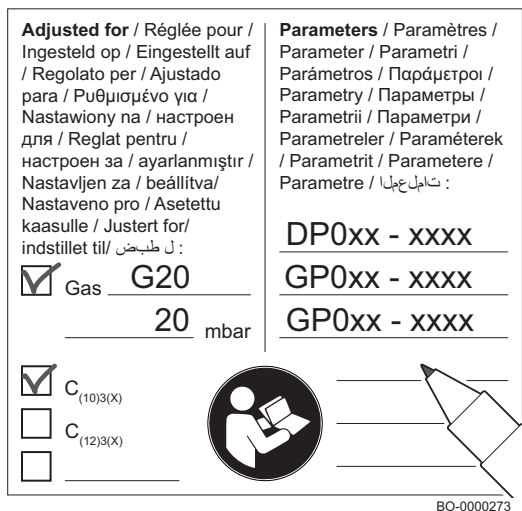 Adjusted for / Réglée pour /
Ingesteld op / Eingestellt auf
/ Regolato per / Ajustado
para / Ρυθμισμένο για /
Nastawiony na / настроен
для / Reglat pentru /
настроен за / ayarlanmıştır /
Nastavljen za / beállítva/
Nastaveno pro / Asetettu
kaasulle / Justert for/
indstillet til/ ل طبض :
Gas G20
20 mbar
C(10)3(X)
C(12)3(X)
Parameters / Paramètres /
Parameter / Parametri /
Parámetros / Παράμετροι /
Parametry / Параметры /
Parametrii / Параметри /
Parametreler / Paraméterek
/ Parametrit / Parametere /
Parametre / تاملعملا :
DP0xx - xxxx
GP0xx - xxxx
GP0xx - xxxx
BO-0000273